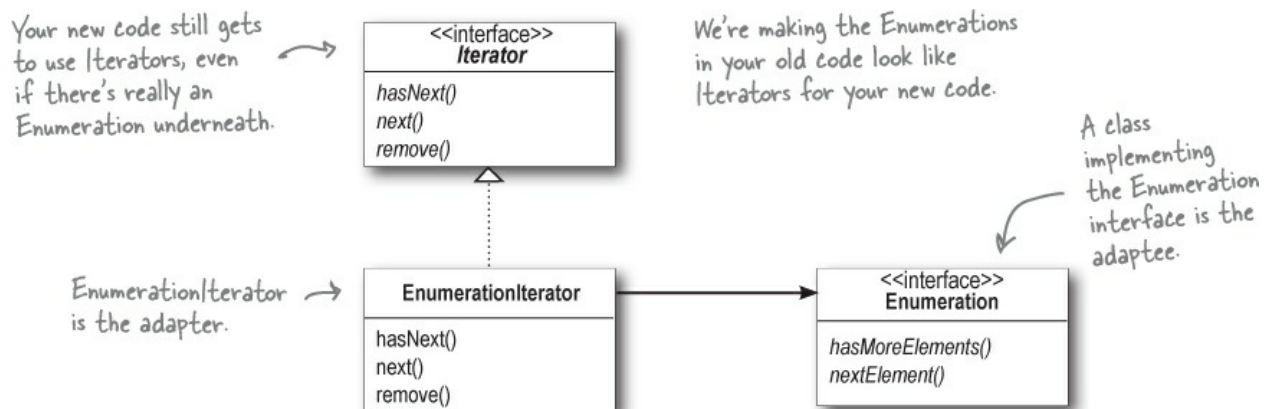 Your new code still gets
to use Iterators, even
if there's really an
Enumeration underneath.
<<interface>>
Iterator
hasNext()
next()
remove()
We're making the Enumerations
in your old code look like
Iterators for your new code.
A class
implementing
the Enumeration
interface is the
adaptee.
EnumerationIterator
is the adapter.
EnumerationIterator
hasNext()
next()
remove()
<<interface>>
Enumeration
hasMoreElements()
nextElement()